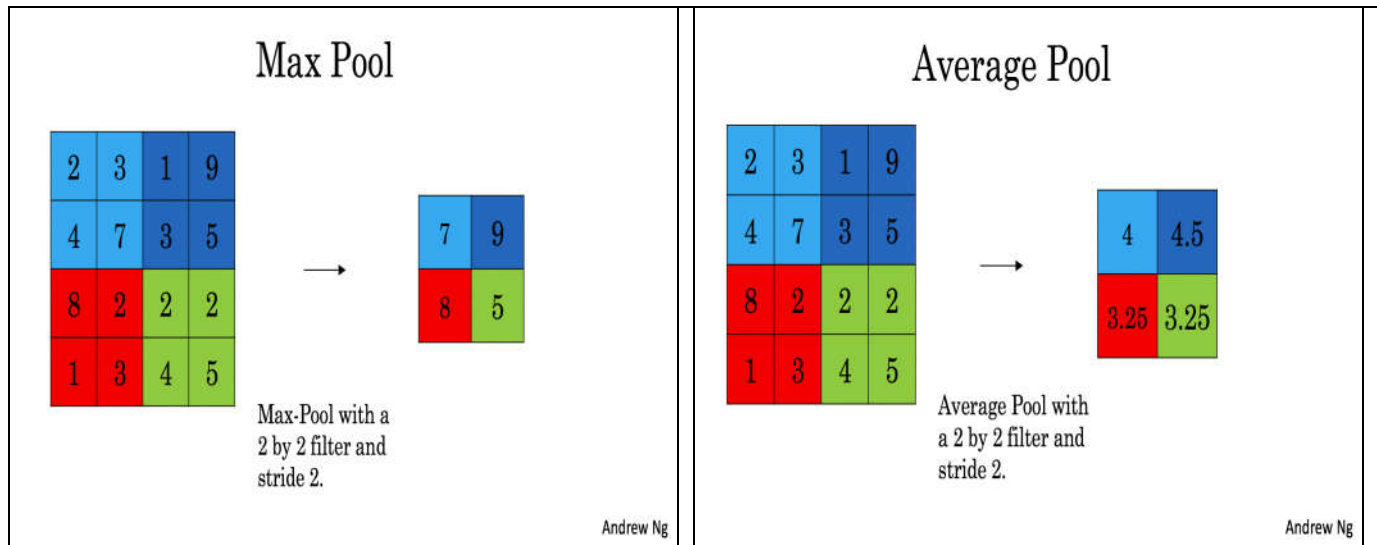 Max Pool
2 3 1 9
4 7 3 5
8 2 2 2
1 3 4 5
7 9
8 5
Max-Pool with a
2 by 2 filter and
stride 2.
Andrew Ng
Average Pool
2 3 1 9
4 7 3 5
8 2 2 2
1 3 4 5
4 4.5
3.25 3.25
Average Pool with
a 2 by 2 filter and
stride 2.
Andrew Ng